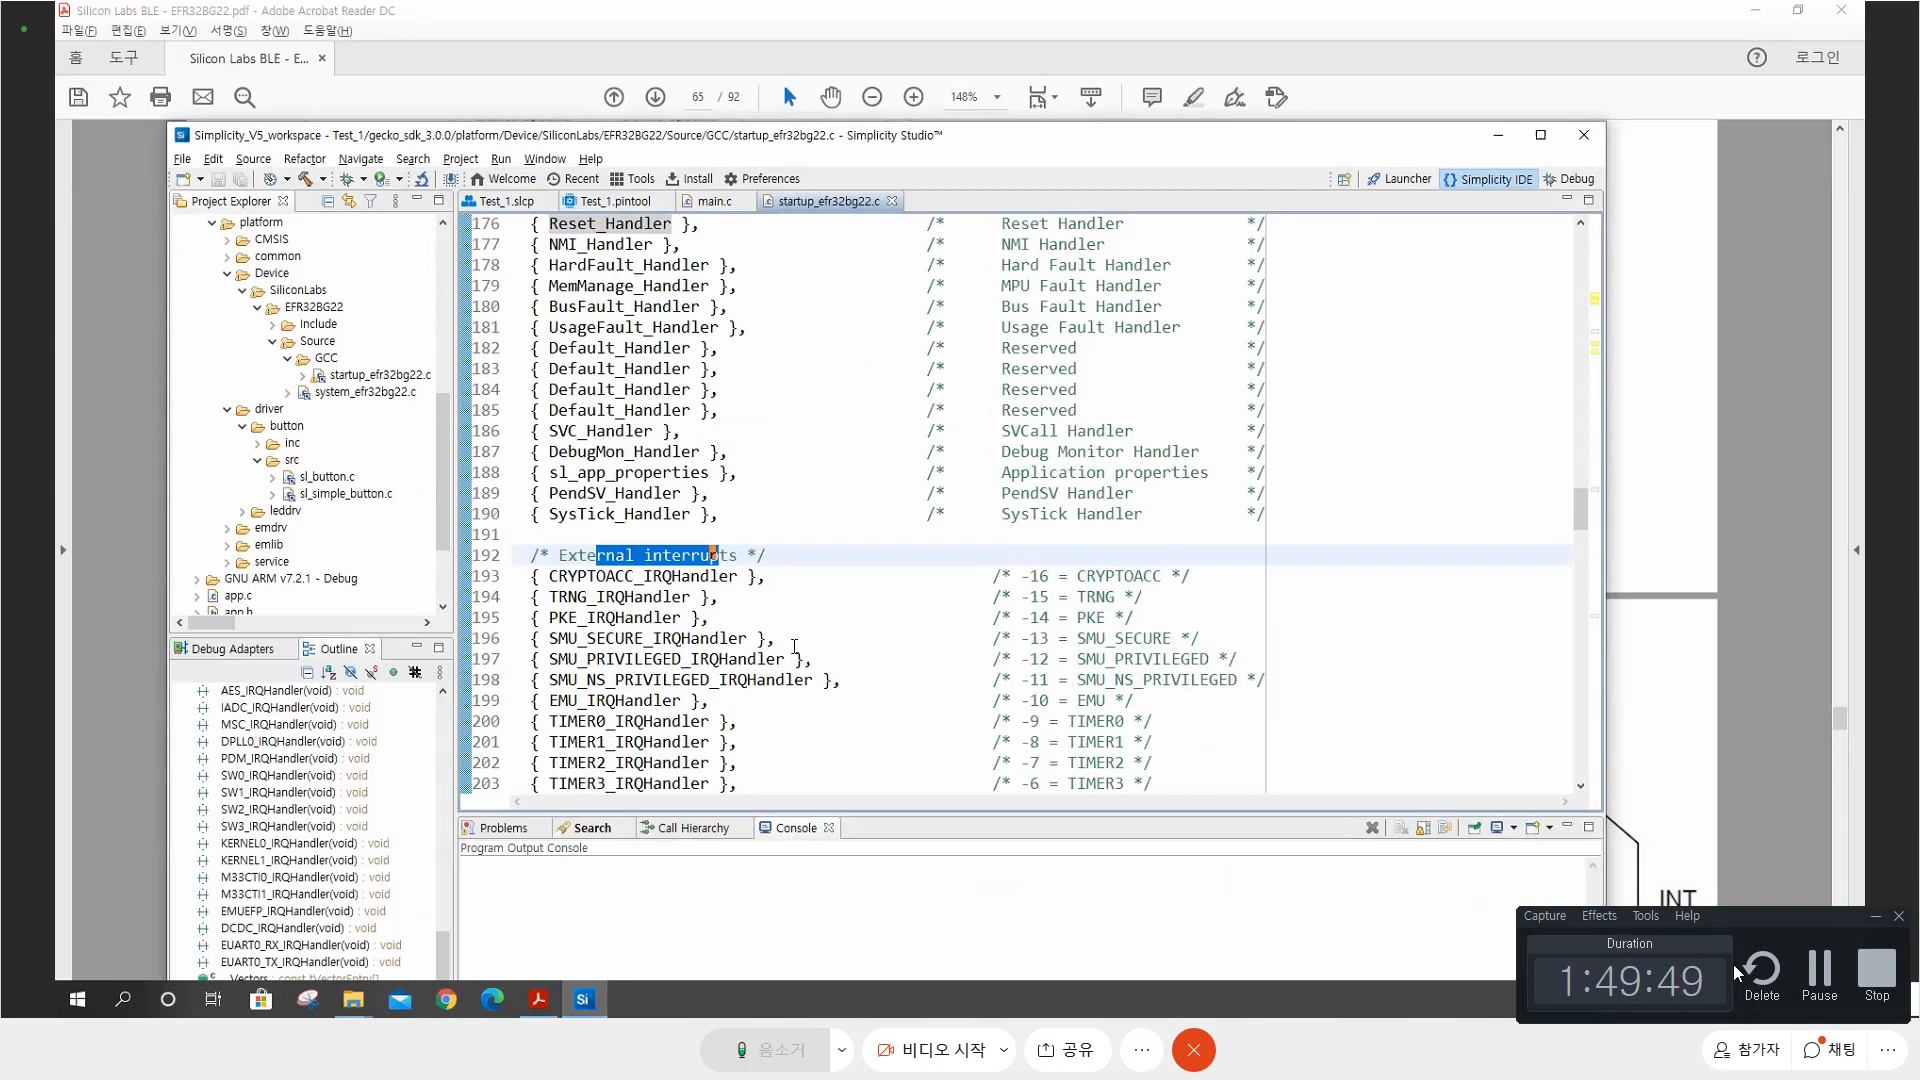 Silicon Labs BLE - EFR32BG22.pdf - Adobe Acrobat Reader DC
파일(F) 편집(E) 보기(V) 서명(S) 창(W) 도움말(H)
홈 도구 Silicon Labs BLE - E... × 로그인
65 / 92 148%
Simplicity_V5_workspace - Test_1/gecko_sdk_3.0.0/platform/Device/SiliconLabs/EFR32BG22/Source/GCC/startup_efr32bg22.c - Simplicity Studio™
File Edit Source Refactor Navigate Search Project Run Window Help
Welcome Recent Tools Install Preferences Launcher {} Simplicity IDE Debug
Project Explorer
platform
CMSIS
common
Device
SiliconLabs
EFR32BG22
Include
Source
GCC
startup_efr32bg22.c
system_efr32bg22.c
driver
button
inc
src
sl_button.c
sl_simple_button.c
leddrv
emdrv
emlib
service
GNU ARM v7.2.1 - Debug
app.c
app.h
Test_1.slcp Test_1.pintool main.c startup_efr32bg22.c
176 { Reset_Handler }, /* Reset Handler */
177 { NMI_Handler }, /* NMI Handler */
178 { HardFault_Handler }, /* Hard Fault Handler */
179 { MemManage_Handler }, /* MPU Fault Handler */
180 { BusFault_Handler }, /* Bus Fault Handler */
181 { UsageFault_Handler }, /* Usage Fault Handler */
182 { Default_Handler }, /* Reserved */
183 { Default_Handler }, /* Reserved */
184 { Default_Handler }, /* Reserved */
185 { Default_Handler }, /* Reserved */
186 { SVC_Handler }, /* SVCall Handler */
187 { DebugMon_Handler }, /* Debug Monitor Handler */
188 { sl_app_properties }, /* Application properties */
189 { PendSV_Handler }, /* PendSV Handler */
190 { SysTick_Handler }, /* SysTick Handler */
191
192 /* External interrupts */
193 { CRYPTOACC_IRQHandler }, /* -16 = CRYPTOACC */
194 { TRNG_IRQHandler }, /* -15 = TRNG */
195 { PKE_IRQHandler }, /* -14 = PKE */
196 { SMU_SECURE_IRQHandler }, /* -13 = SMU_SECURE */
197 { SMU_PRIVILEGED_IRQHandler }, /* -12 = SMU_PRIVILEGED */
198 { SMU_NS_PRIVILEGED_IRQHandler }, /* -11 = SMU_NS_PRIVILEGED */
199 { EMU_IRQHandler }, /* -10 = EMU */
200 { TIMER0_IRQHandler }, /* -9 = TIMER0 */
201 { TIMER1_IRQHandler }, /* -8 = TIMER1 */
202 { TIMER2_IRQHandler }, /* -7 = TIMER2 */
203 { TIMER3_IRQHandler }, /* -6 = TIMER3 */
Debug Adapters Outline
AES_IRQHandler(void) : void
IADC_IRQHandler(void) : void
MSC_IRQHandler(void) : void
DPLL0_IRQHandler(void) : void
PDM_IRQHandler(void) : void
SW0_IRQHandler(void) : void
SW1_IRQHandler(void) : void
SW2_IRQHandler(void) : void
SW3_IRQHandler(void) : void
KERNEL0_IRQHandler(void) : void
KERNEL1_IRQHandler(void) : void
M33CTI0_IRQHandler(void) : void
M33CTI1_IRQHandler(void) : void
EMUEFP_IRQHandler(void) : void
DCDC_IRQHandler(void) : void
EUART0_RX_IRQHandler(void) : void
EUART0_TX_IRQHandler(void) : void
__Vectors : const tVectorEntry[]
Problems Search Call Hierarchy Console
Program Output Console
INT
Capture Effects Tools Help
Duration
1:49:49
Delete Pause Stop
음소거 비디오 시작 공유 참가자 채팅